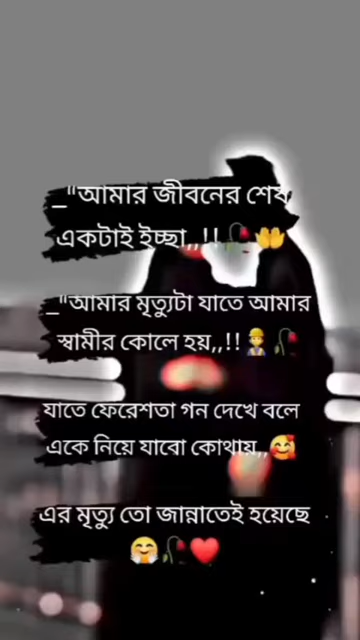 _"আমার জীবনের শেষ
একটাই ইচ্ছা,,!!🥀🤲
_"আমার মৃত্যুটা যাতে আমার
স্বামীর কোলে হয়,,!!👷🥀
যাতে ফেরেশতা গন দেখে বলে
একে নিয়ে যাবো কোথায়,,🥰
এর মৃত্যু তো জান্নাতেই হয়েছে
🤗🥀❤️